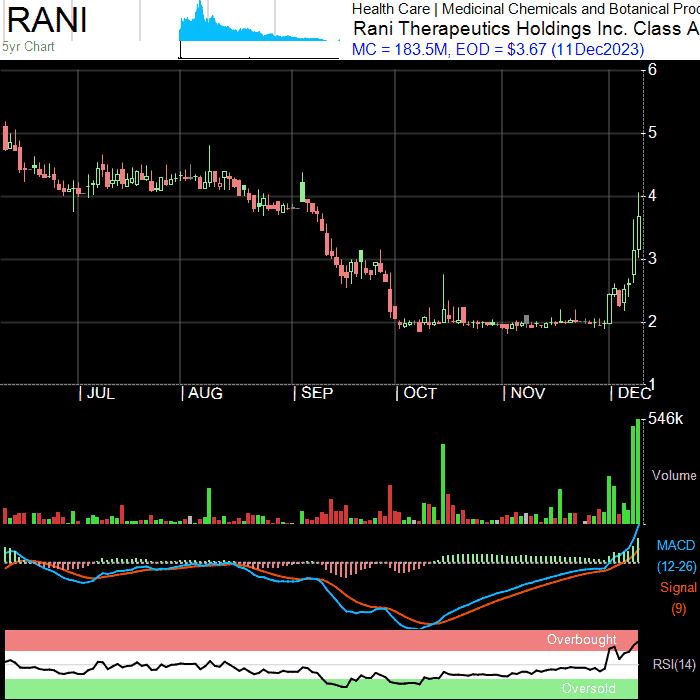 RANI
5yr Chart
Health Care | Medicinal Chemicals and Botanical Proc
Rani Therapeutics Holdings Inc. Class A
MC = 183.5M, EOD = $3.67 (11Dec2023)
6
5
4
3
2
1
| JUL | AUG | SEP | OCT | NOV | DEC
546k
Volume
MACD
(12-26)
Signal
(9)
Overbought
RSI(14)
Oversold